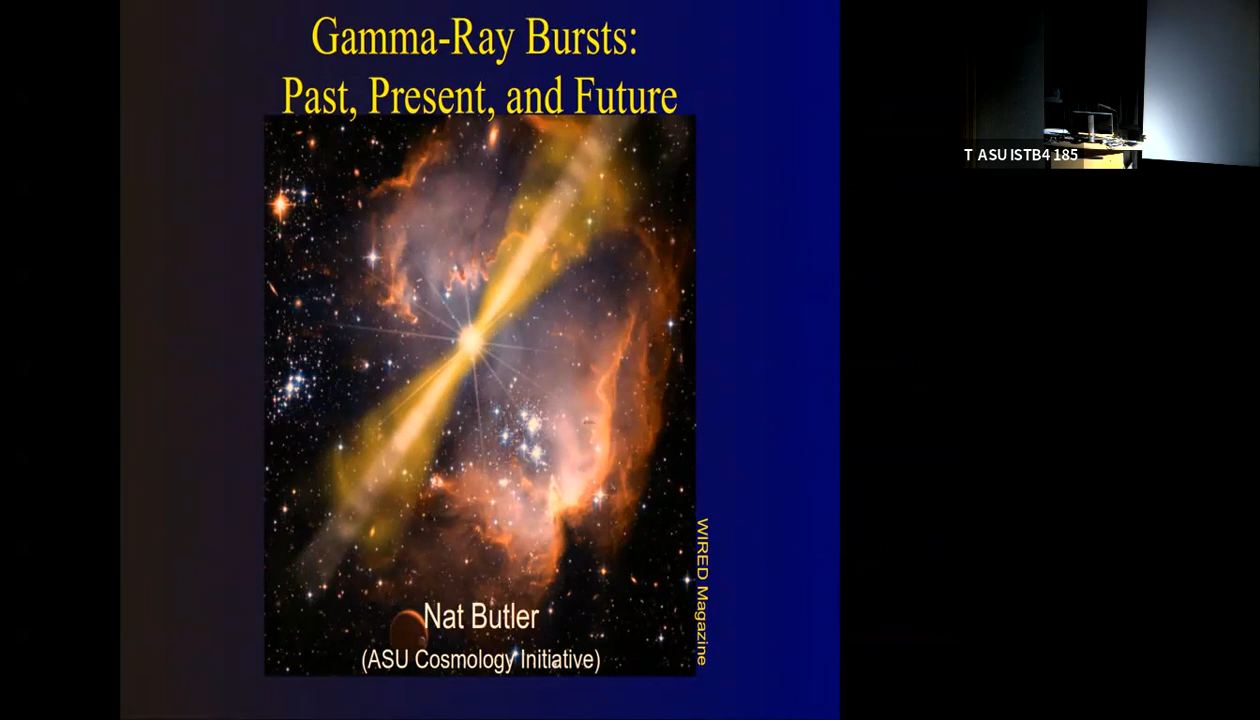 Gamma-Ray Bursts:
Past, Present, and Future
T ASU ISTB4 185
WIRED Magazine
Nat Butler
(ASU Cosmology Initiative)